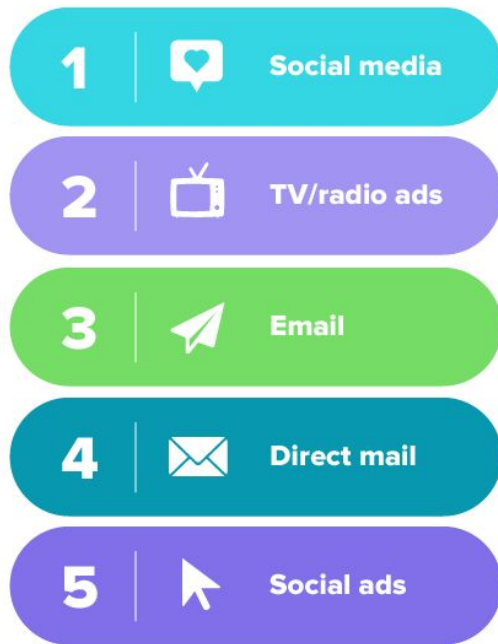 1 Social media
2 TV/radio ads
3 Email
4 Direct mail
5 Social ads